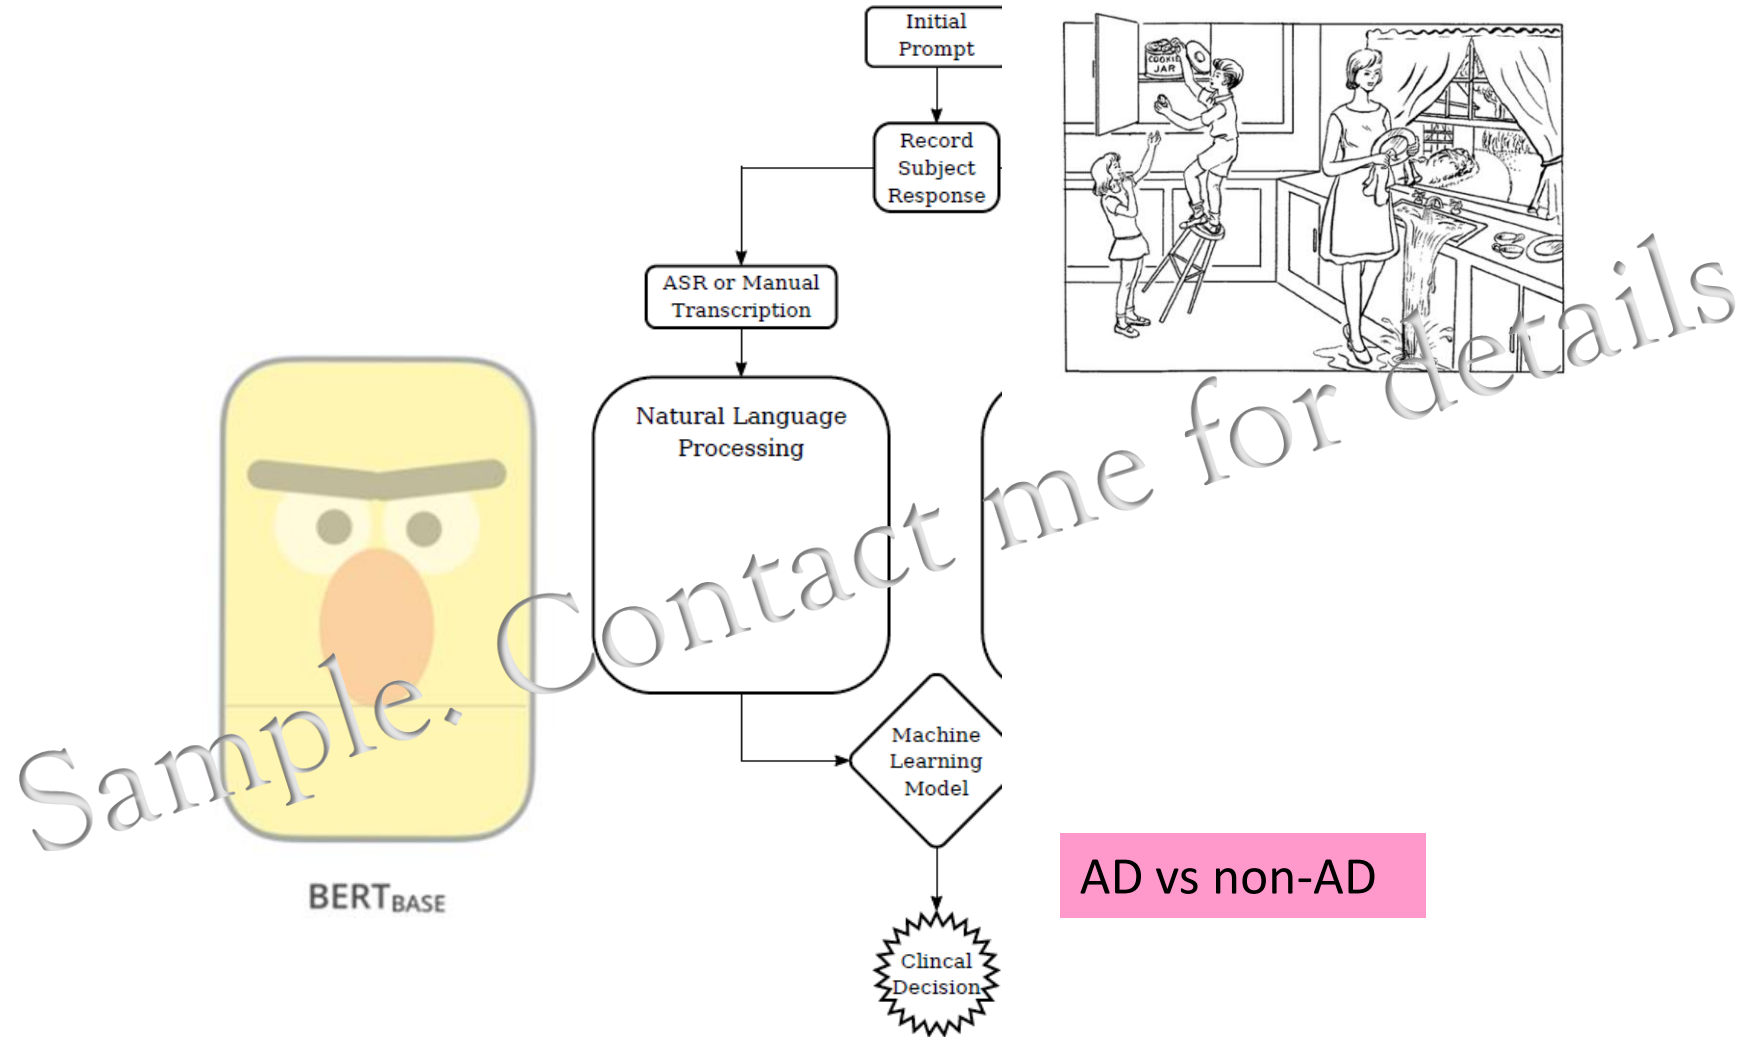 Initial
Prompt
COOKIE
JAR
Record
Subject
Response
ASR or Manual
Transcription
Natural Language
Processing
Machine
Learning
Model
AD vs non-AD
BERTBASE
Clincal
Decision
Sample. Contact me for details